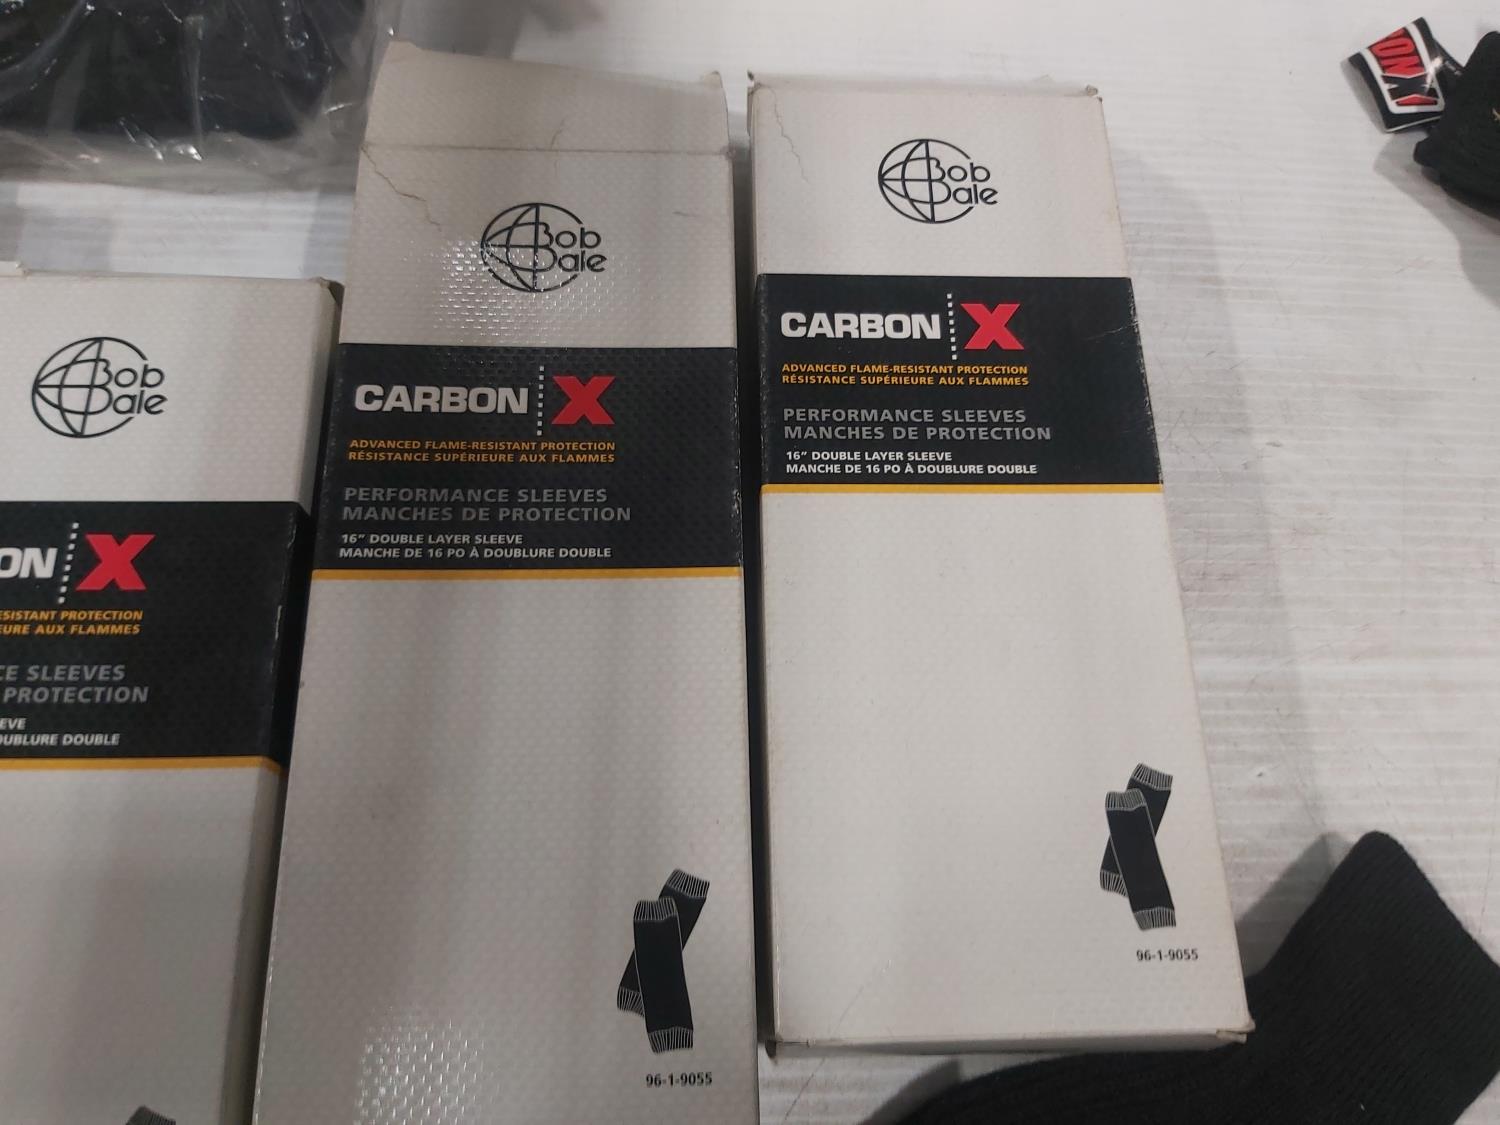 Bob
Dale
ON X
ESISTANT PROTECTION
EURE AUX FLAMMES
CE SLEEVES
PROTECTION
EVE
OUBLURE DOUBLE
Bob
Dale
CARBON X
ADVANCED FLAME-RESISTANT PROTECTION
RÉSISTANCE SUPÉRIEURE AUX FLAMMES
PERFORMANCE SLEEVES
MANCHES DE PROTECTION
16" DOUBLE LAYER SLEEVE
MANCHE DE 16 PO À DOUBLURE DOUBLE
96-1-9055
Bob
Dale
CARBON X
ADVANCED FLAME-RESISTANT PROTECTION
RÉSISTANCE SUPÉRIEURE AUX FLAMMES
PERFORMANCE SLEEVES
MANCHES DE PROTECTION
16" DOUBLE LAYER SLEEVE
MANCHE DE 16 PO À DOUBLURE DOUBLE
96-1-9055
ON X